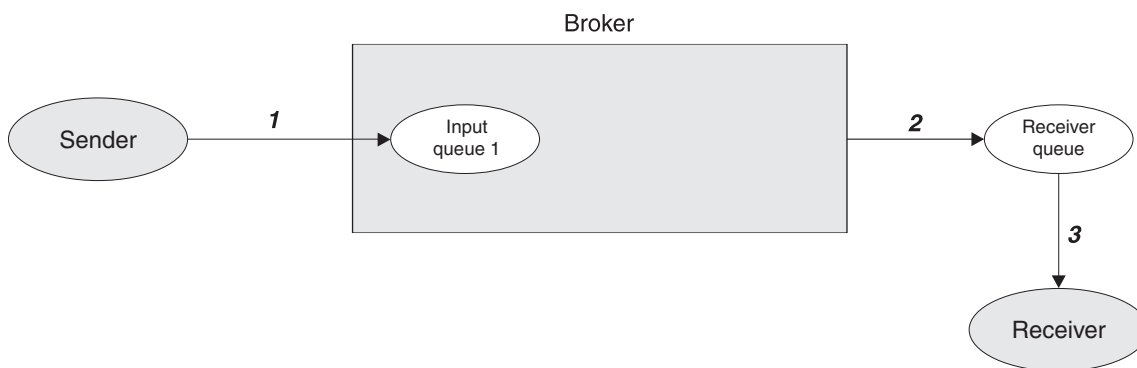 Broker
Sender
1
Input
queue 1
2
Receiver
queue
3
Receiver